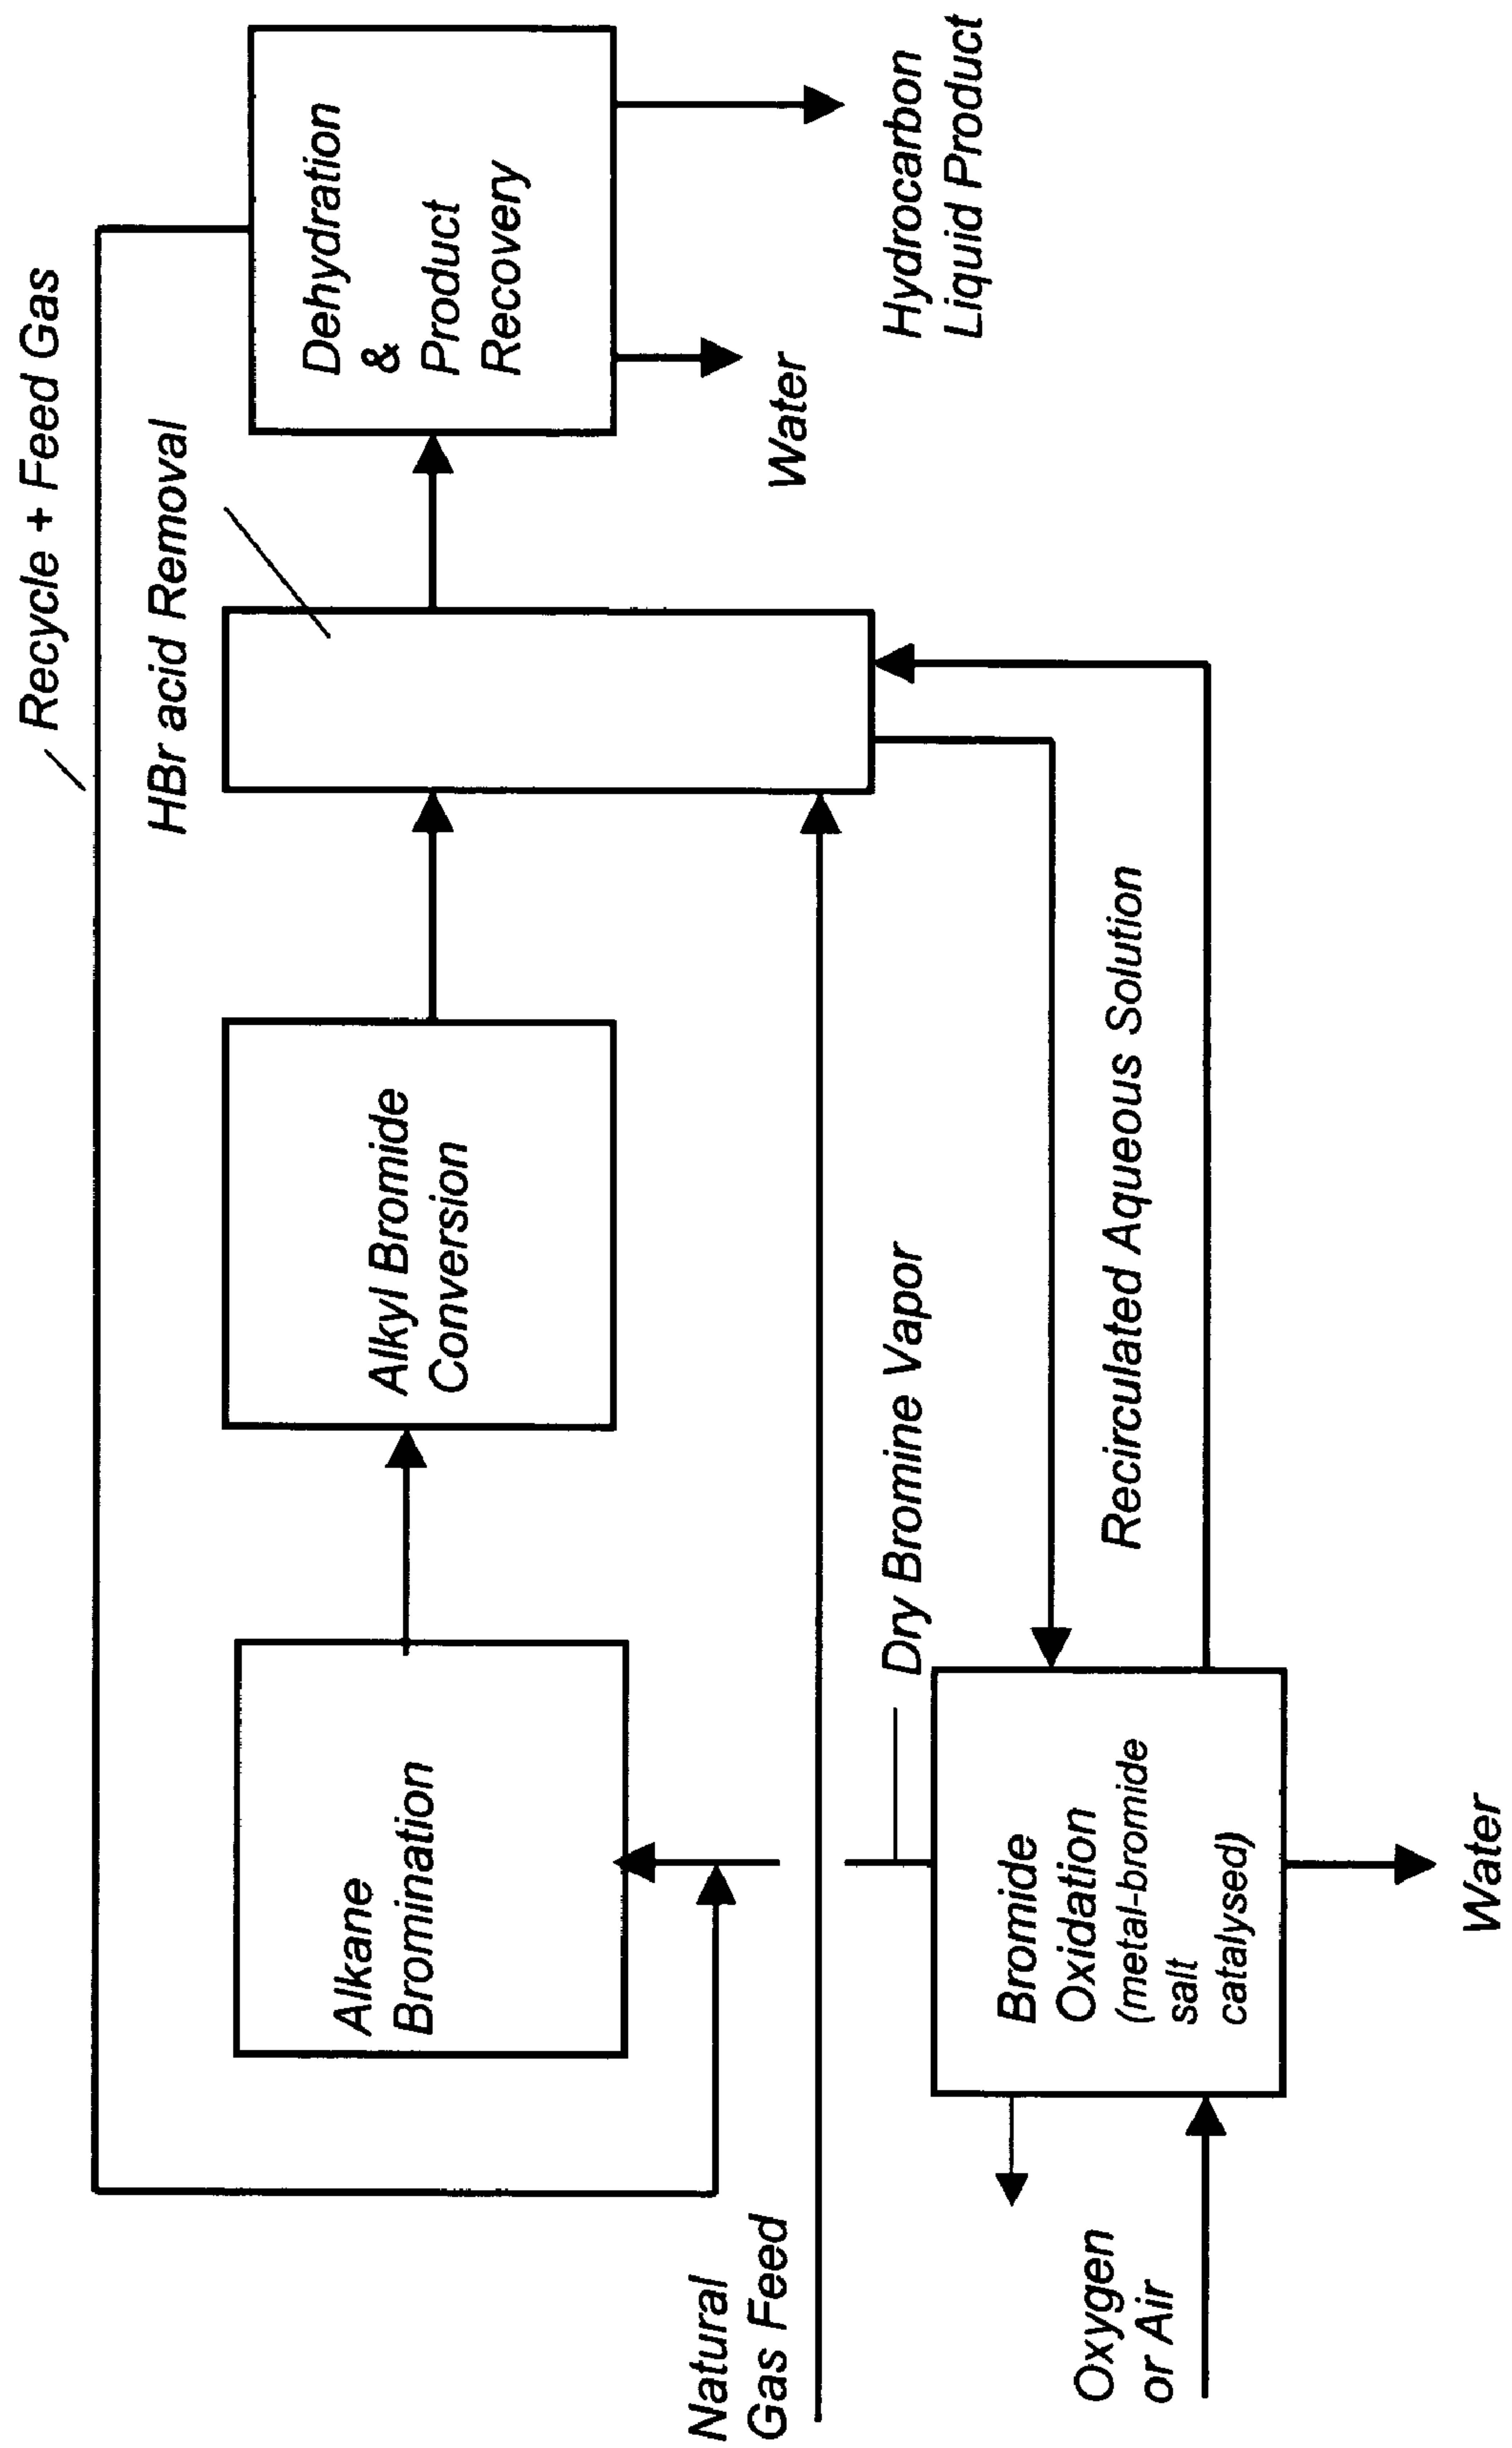 Recycle + Feed Gas
HBr acid Removal
Alkane
Bromination
Alkyl Bromide
Conversion
Dehydration
&
Product
Recovery
Natural
Gas Feed
Water
Hydrocarbon
Liquid Product
Dry Bromine Vapor
Recirculated Aqueous Solution
Bromide
Oxidation
(metal-bromide
salt
catalysed)
Oxygen
or Air
Water